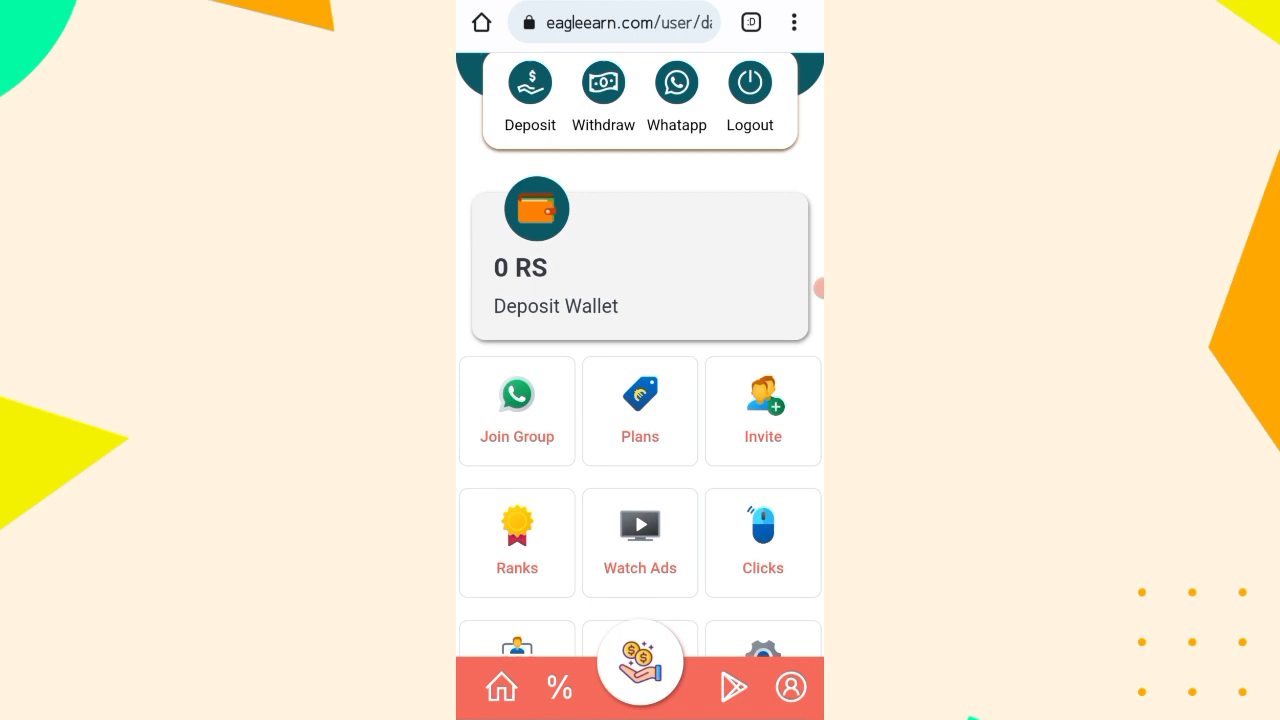 eagleearn.com/user/da
:D
Deposit Withdraw Whatapp Logout
0 RS
Deposit Wallet
Join Group Plans Invite
Ranks Watch Ads Clicks